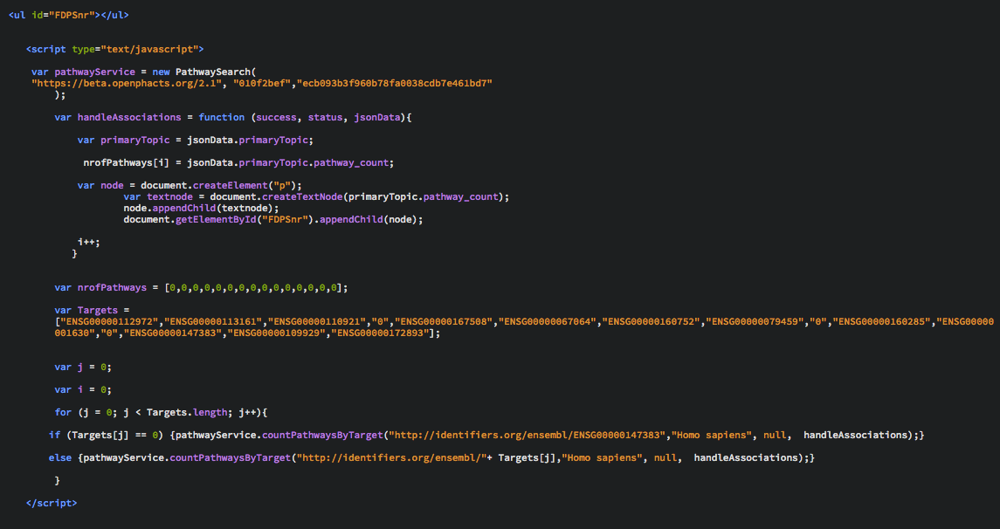 <ul id="FDPSnr"></ul>
<script type="text/javascript">
var pathwayService = new PathwaySearch(
"https://beta.openphacts.org/2.1", "010f2bef","ecb093b3f960b78fa0038cdb7e461bd7"
);
var handleAssociations = function (success, status, jsonData){
var primaryTopic = jsonData.primaryTopic;
nrofPathways[i] = jsonData.primaryTopic.pathway_count;
var node = document.createElement("p");
var textnode = document.createTextNode(primaryTopic.pathway_count);
node.appendChild(textnode);
document.getElementById("FDPSnr").appendChild(node);
i++;
}
var nrofPathways = [0,0,0,0,0,0,0,0,0,0,0,0,0,0,0];
var Targets =
["ENSG00000112972","ENSG00000113161","ENSG00000110921","0","ENSG00000167508","ENSG00000067064","ENSG00000160752","ENSG00000079459","0","ENSG00000160285","ENSG00000
001630","0","ENSG00000147383","ENSG00000109929","ENSG00000172893"];
var j = 0;
var i = 0;
for (j = 0; j < Targets.length; j++){
if (Targets[j] == 0) {pathwayService.countPathwaysByTarget("http://identifiers.org/ensembl/ENSG00000147383","Homo sapiens", null,  handleAssociations);}
else {pathwayService.countPathwaysByTarget("http://identifiers.org/ensembl/"+ Targets[j],"Homo sapiens", null,  handleAssociations);}
}
</script>